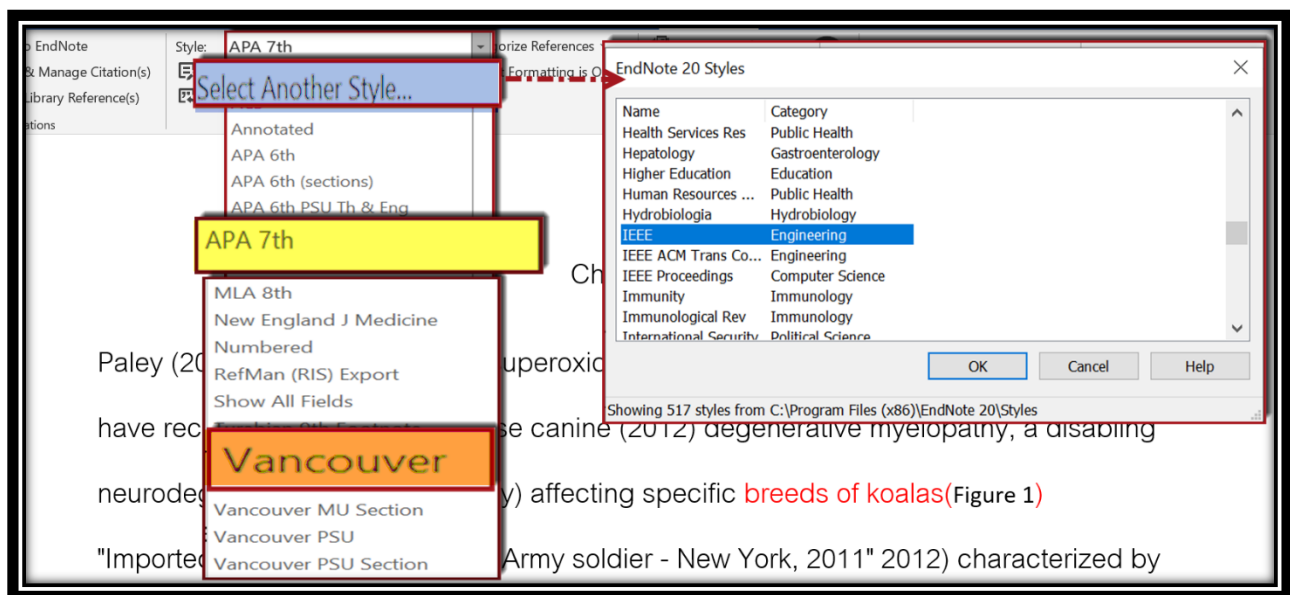 EndNote
Style: APA 7th
orize References
& Manage Citation(s)
Formatting is O
Library Reference(s)
Select Another Style...
Annotated
APA 6th
APA 6th (sections)
APA 6th PSU Th & Eng
APA 7th
MLA 8th
New England J Medicine
Numbered
RefMan (RIS) Export
Show All Fields
Vancouver
Vancouver MU Section
Vancouver PSU
Vancouver PSU Section
EndNote 20 Styles
Name Category
Health Services Res Public Health
Hepatology Gastroenterology
Higher Education Education
Human Resources ... Public Health
Hydrobiologia Hydrobiology
IEEE Engineering
IEEE ACM Trans Co... Engineering
IEEE Proceedings Computer Science
Immunity Immunology
Immunological Rev Immunology
International Security Political Science
OK Cancel Help
Showing 517 styles from C:\Program Files (x86)\EndNote 20\Styles
Ch
Paley (20 uperoxic
have rec se canine (2012) degenerative myelopathy, a disabling
neurodeg y) affecting specific breeds of koalas(Figure 1)
"Imported Army soldier - New York, 2011" 2012) characterized by